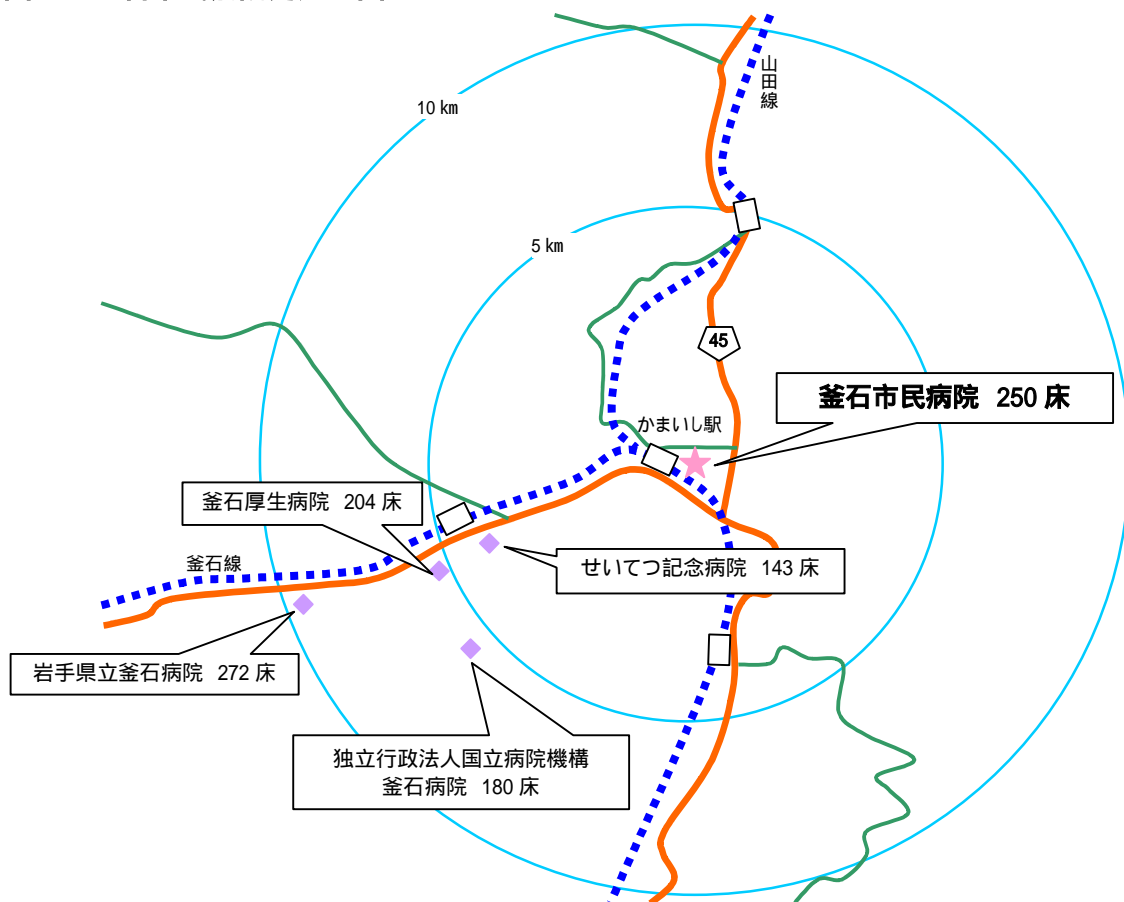 山田線
10 km
5 km
45
釜石市民病院 250 床
かまいし駅
釜石厚生病院 204 床
せいてつ記念病院 143 床
釜石線
岩手県立釜石病院 272 床
独立行政法人国立病院機構
釜石病院 180 床